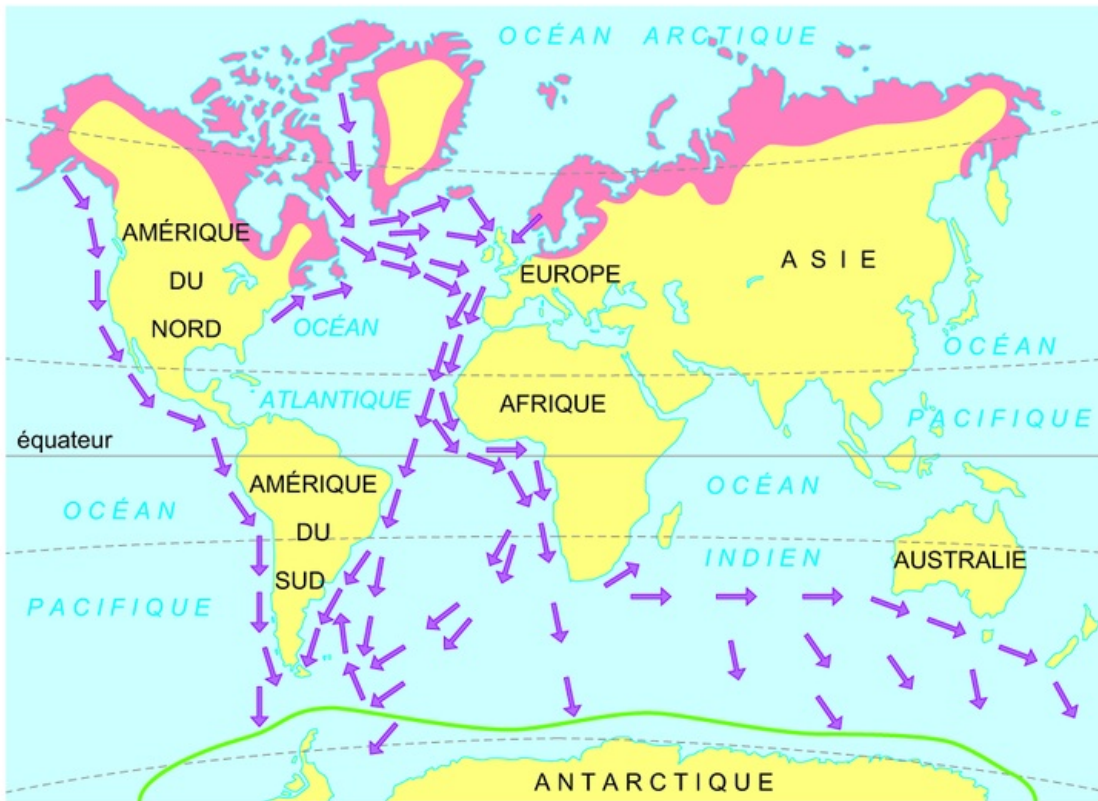 OCÉAN ARCTIQUE
AMÉRIQUE
DU
NORD
EUROPE
ASIE
OCÉAN
ATLANTIQUE
AFRIQUE
OCÉAN
PACIFIQUE
équateur
AMÉRIQUE
DU
SUD
OCÉAN
PACIFIQUE
OCÉAN
INDIEN
AUSTRALIE
ANTARCTIQUE